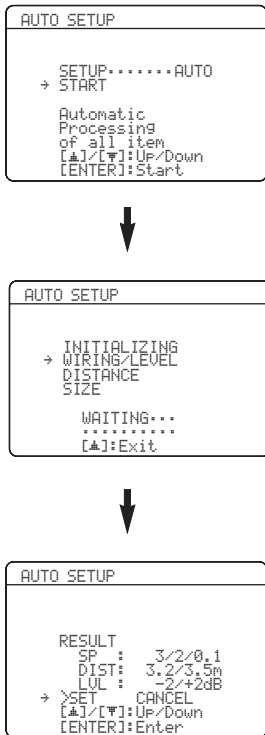 AUTO SETUP
SETUP·······AUTO
→ START
Automatic
Processing
of all item
[▲]/[▼]:Up/Down
[ENTER]:Start
AUTO SETUP
INITIALIZING
→ WIRING/LEVEL
DISTANCE
SIZE
WAITING···
··········
[▲]:Exit
AUTO SETUP
RESULT
SP : 3/2/0.1
DIST: 3.2/3.5m
LVL : -2/+2dB
→ >SET CANCEL
[▲]/[▼]:Up/Down
[ENTER]:Enter